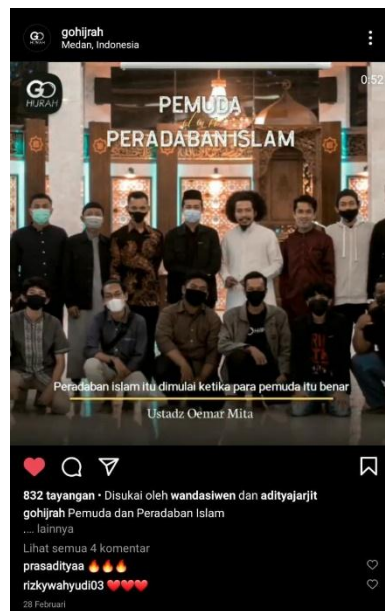 gohijrah
Medan, Indonesia
GO
HIJRAH
0:52
PEMUDA
dan
PERADABAN ISLAM
Peradaban islam itu dimulai ketika para pemuda itu benar
Ustadz Oemar Mita
832 tayangan • Disukai oleh wandasiwen dan adityajarjit
gohijrah Pemuda dan Peradaban Islam
.... lainnya
Lihat semua 4 komentar
prasadityaa 🔥🔥🔥
rizkywahyudi03 ❤️❤️❤️
28 Februari